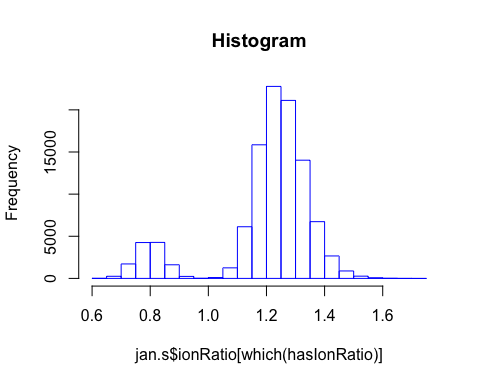 Histogram
Frequency
15000
5000
0
0.6 0.8 1.0 1.2 1.4 1.6
jan.s$ionRatio[which(hasIonRatio)]